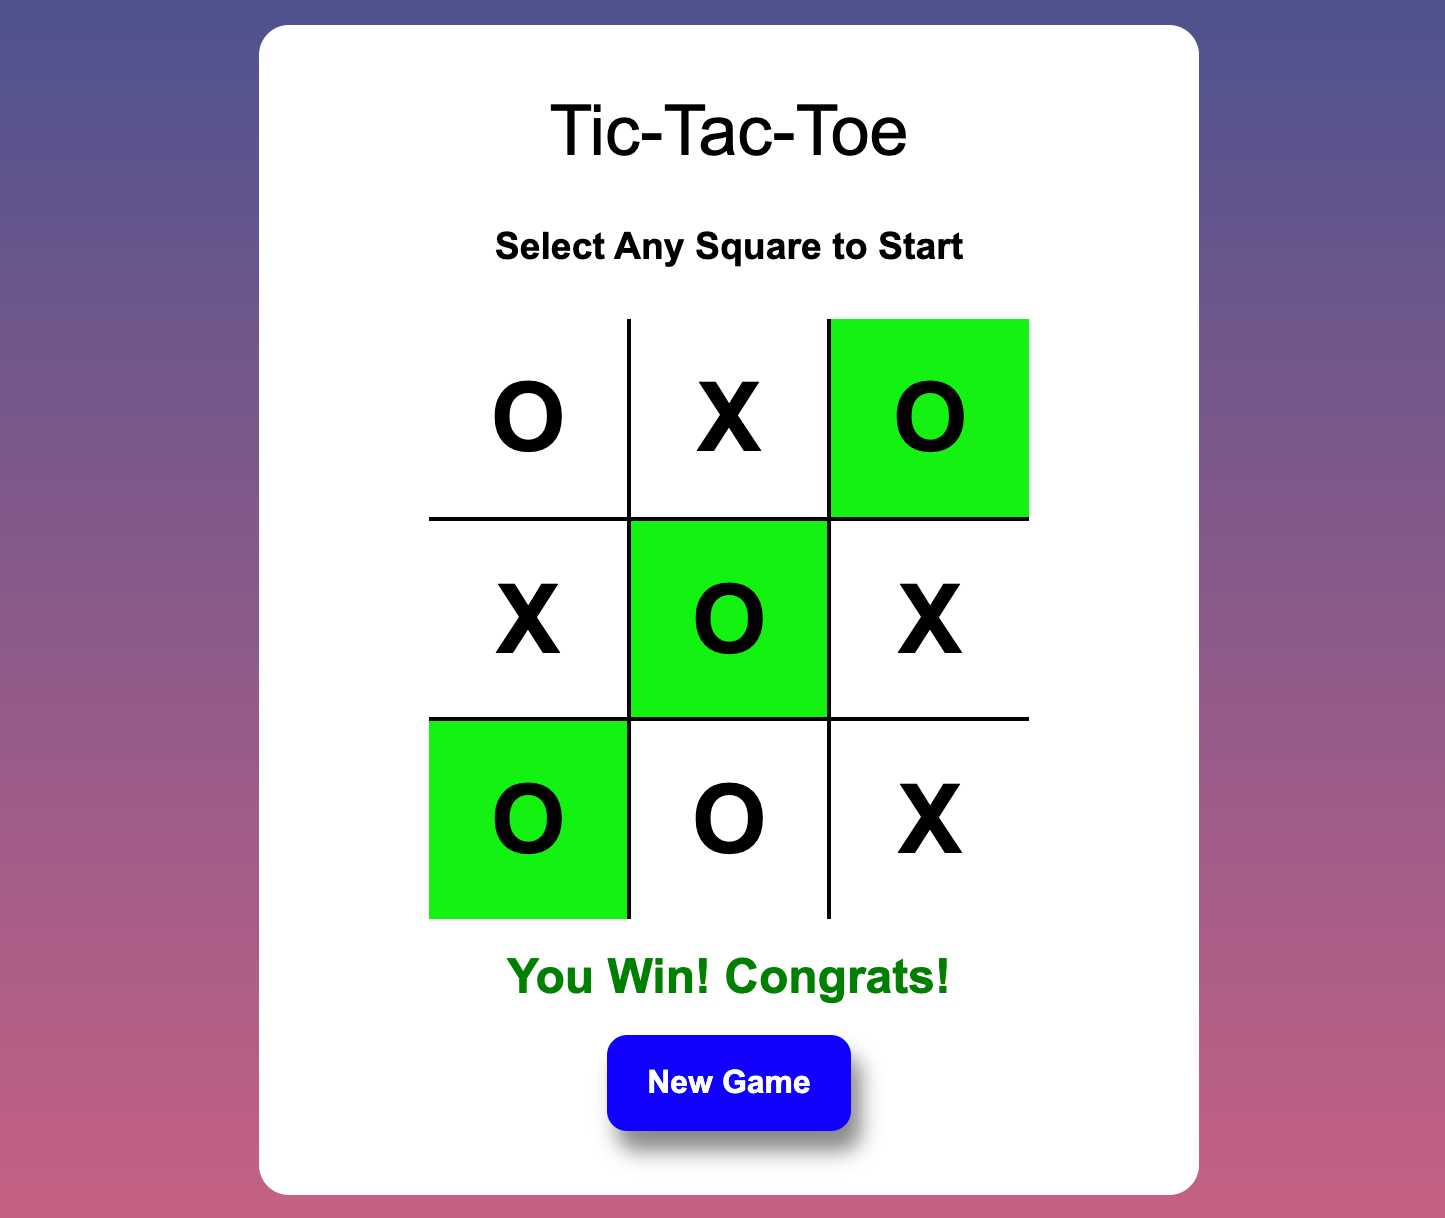 Tic-Tac-Toe
Select Any Square to Start
O X O
X O X
O O X
You Win! Congrats!
New Game